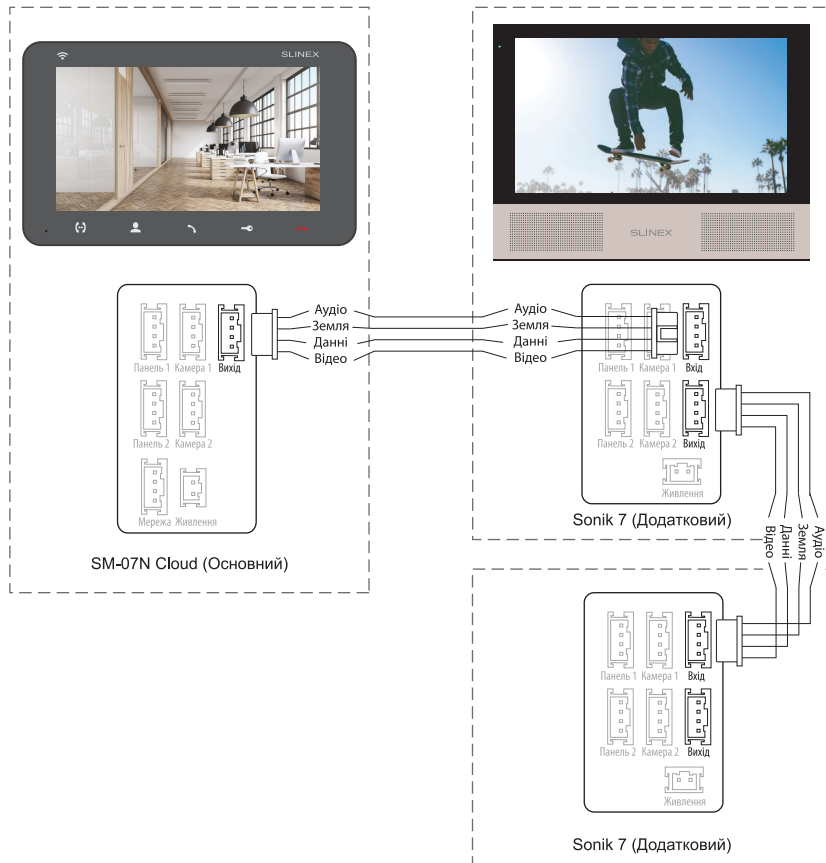 SLINEX
SLINEX
Аудіо
Земля
Данні
Відео
Аудіо
Земля
Данні
Відео
Панель 1
Камера 1
Вихід
Панель 2
Камера 2
Мережа
Живлення
SM-07N Cloud (Основний)
Панель 1
Камера 1
Вхід
Панель 2
Камера 2
Вихід
Живлення
Sonik 7 (Додатковий)
Відео
Данні
Земля
Аудіо
Панель 1
Камера 1
Вхід
Панель 2
Камера 2
Вихід
Живлення
Sonik 7 (Додатковий)